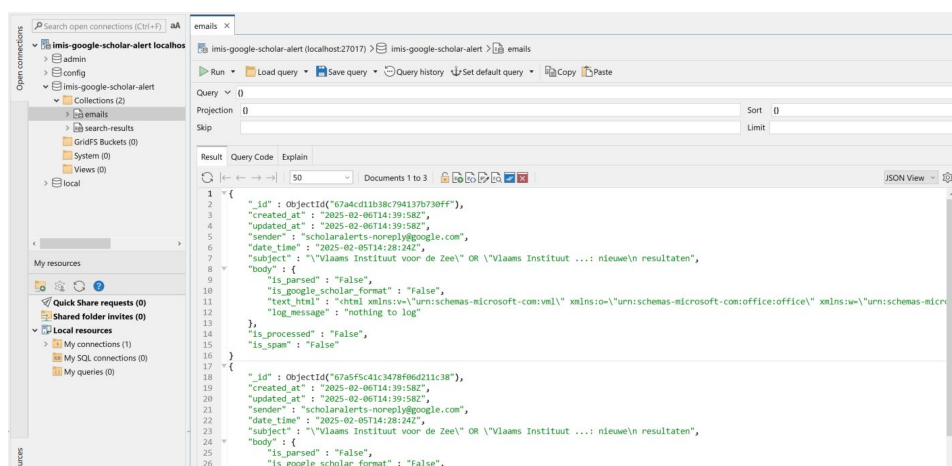 Open connections
Search open connections (Ctrl+F) aA
imis-google-scholar-alert localhos
admin
config
imis-google-scholar-alert
Collections (2)
emails
search-results
GridFS Buckets (0)
System (0)
Views (0)
local
My resources
Quick Share requests (0)
Shared folder invites (0)
Local resources
My connections (1)
My SQL connections (0)
My queries (0)
urces
emails ×
imis-google-scholar-alert (localhost:27017) > imis-google-scholar-alert > emails
Run Load query Save query Query history Set default query Copy Paste
Query {}
Projection {} Sort {}
Skip Limit
Result Query Code Explain
50 Documents 1 to 3 JSON View
1 {
2 "_id" : ObjectId("67a4cd11b38c794137b730ff"),
3 "created_at" : "2025-02-06T14:39:58Z",
4 "updated_at" : "2025-02-06T14:39:58Z",
5 "sender" : "scholaralerts-noreply@google.com",
6 "date_time" : "2025-02-05T14:28:24Z",
7 "subject" : "\"Vlaams Instituut voor de Zee\" OR \"Vlaams Instituut ...: nieuwe\n resultaten",
8 "body" : {
9 "is_parsed" : "False",
10 "is_google_scholar_format" : "False",
11 "text_html" : "<html xmlns:v=\"urn:schemas-microsoft-com:vml\" xmlns:o=\"urn:schemas-microsoft-com:office:office\" xmlns:w=\"urn:schemas-micro
12 "log_message" : "nothing to log"
13 },
14 "is_processed" : "False",
15 "is_spam" : "False"
16 }
17 {
18 "_id" : ObjectId("67a5f5c41c3478f06d211c38"),
19 "created_at" : "2025-02-06T14:39:58Z",
20 "updated_at" : "2025-02-06T14:39:58Z",
21 "sender" : "scholaralerts-noreply@google.com",
22 "date_time" : "2025-02-05T14:28:24Z",
23 "subject" : "\"Vlaams Instituut voor de Zee\" OR \"Vlaams Instituut ...: nieuwe\n resultaten",
24 "body" : {
25 "is_parsed" : "False",
26 "is_google_scholar_format" : "False",